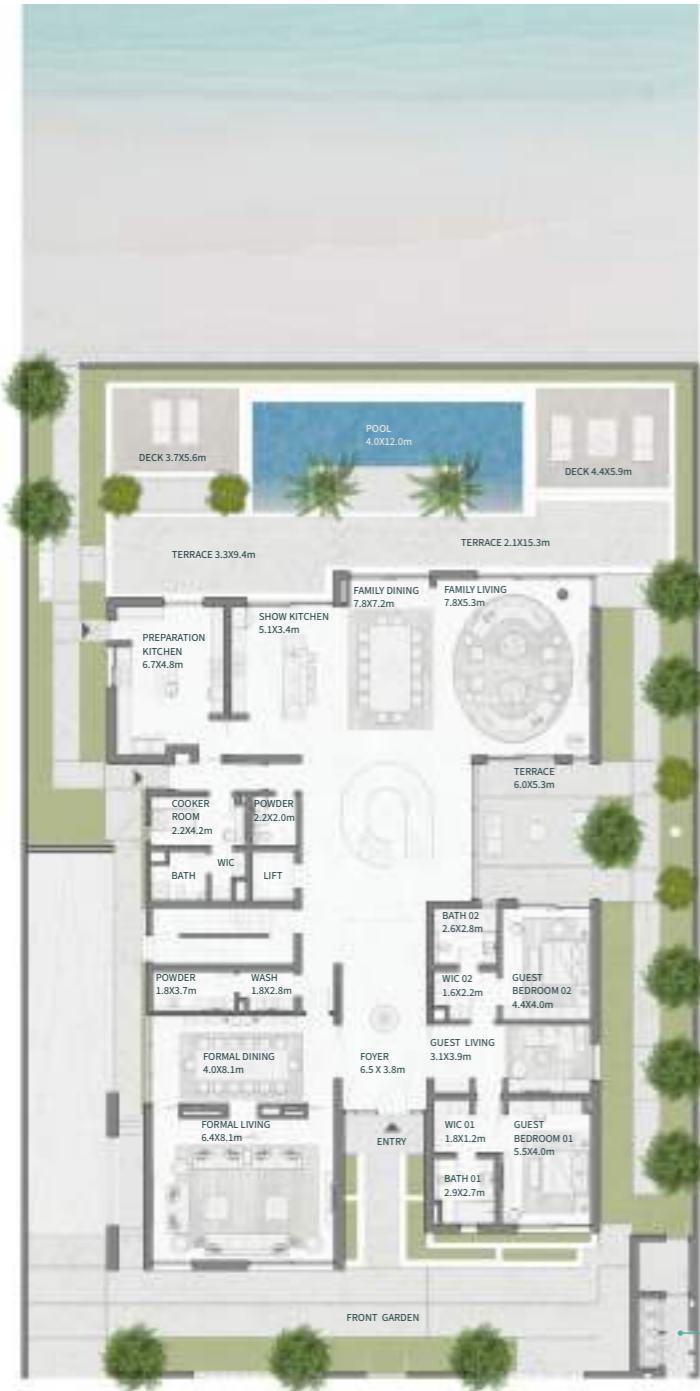 POOL
4.0X12.0m
DECK 3.7X5.6m
DECK 4.4X5.9m
TERRACE 3.3X9.4m
TERRACE 2.1X15.3m
FAMILY DINING
7.8X7.2m
FAMILY LIVING
7.8X5.3m
SHOW KITCHEN
5.1X3.4m
PREPARATION
KITCHEN
6.7X4.8m
TERRACE
6.0X5.3m
COOKER
ROOM
2.2X4.2m
POWDER
2.2X2.0m
WIC
BATH
LIFT
BATH 02
2.6X2.8m
POWDER
1.8X3.7m
WASH
1.8X2.8m
WIC 02
1.6X2.2m
GUEST
BEDROOM 02
4.4X4.0m
GUEST LIVING
3.1X3.9m
FORMAL DINING
4.0X8.1m
FOYER
6.5 X 3.8m
FORMAL LIVING
6.4X8.1m
ENTRY
WIC 01
1.8X1.2m
GUEST
BEDROOM 01
5.5X4.0m
BATH 01
2.9X2.7m
FRONT GARDEN